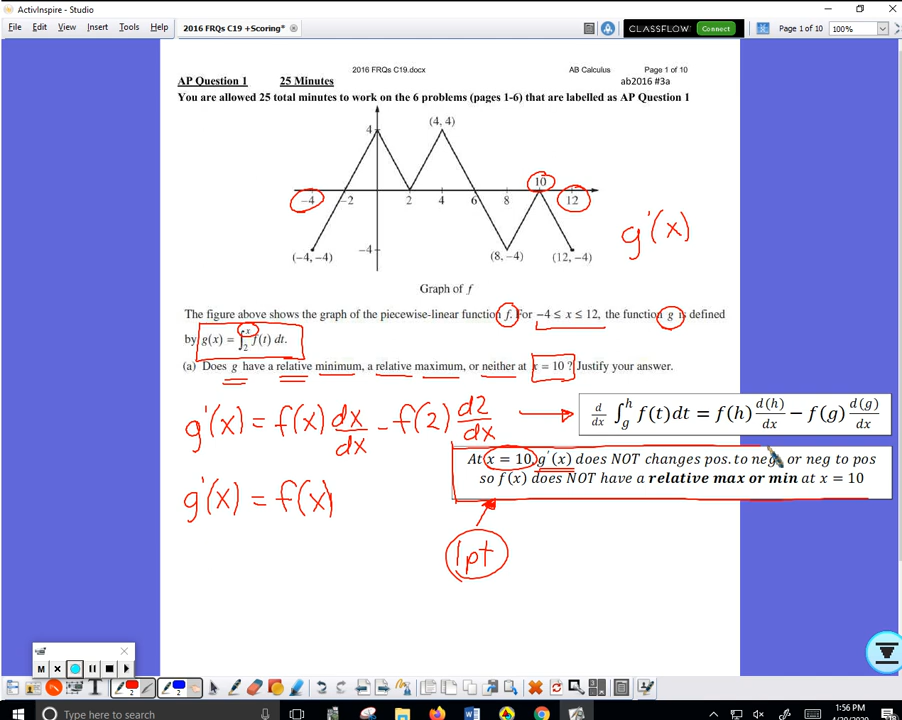 ActivInspire - Studio
File Edit View Insert Tools Help 2016 FRQs C19 +Scoring* CLASSFLOW Connect Page 1 of 10 100%
2016 FRQs C19.docx AB Calculus Page 1 of 10
AP Question 1 25 Minutes ab2016 #3a
You are allowed 25 total minutes to work on the 6 problems (pages 1-6) that are labelled as AP Question 1
(4, 4)
4
10
−4 −2 2 4 6 8 12
g'(x)
−4
(−4, −4) (8, −4) (12, −4)
Graph of f
The figure above shows the graph of the piecewise-linear function f. For −4 ≤ x ≤ 12, the function g is defined
by g(x) = ∫₂ˣ f(t) dt.
(a) Does g have a relative minimum, a relative maximum, or neither at x = 10 ? Justify your answer.
g'(x) = f(x) dx/dx − f(2) d2/dx
d/dx ∫_g^h f(t)dt = f(h) d(h)/dx − f(g) d(g)/dx
At x = 10, g'(x) does NOT changes pos. to neg. or neg to pos
so f(x) does NOT have a relative max or min at x = 10
g'(x) = f(x)
1pt
M
T 2 2
1:56 PM